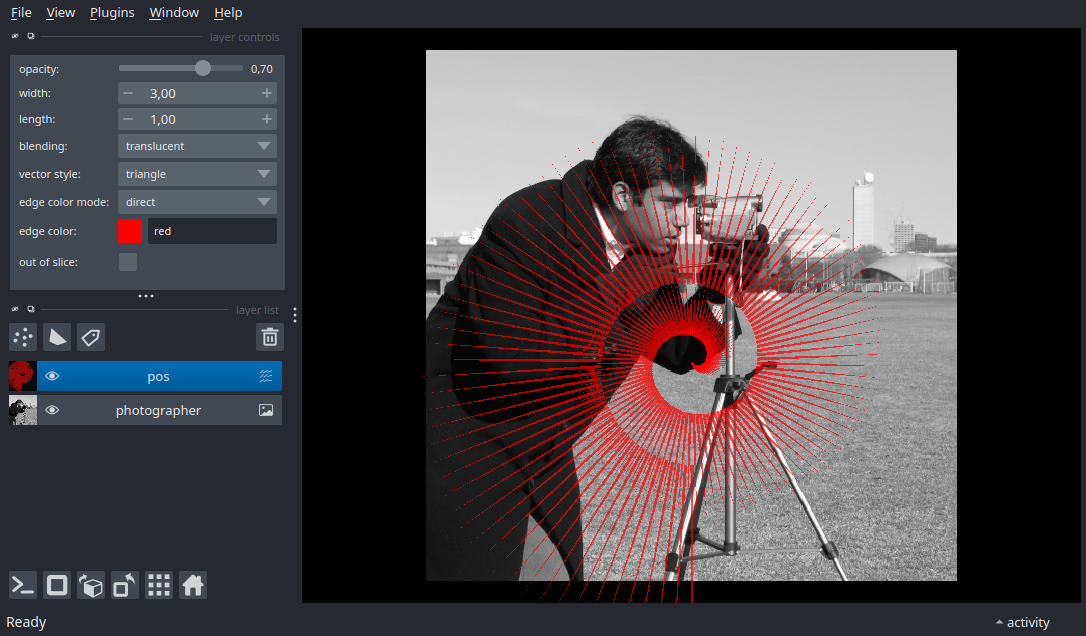 File View Plugins Window Help
layer controls
opacity: 0,70
width: − 3,00 +
length: − 1,00 +
blending: translucent
vector style: triangle
edge color mode: direct
edge color: red
out of slice:
layer list
pos
photographer
Ready
activity